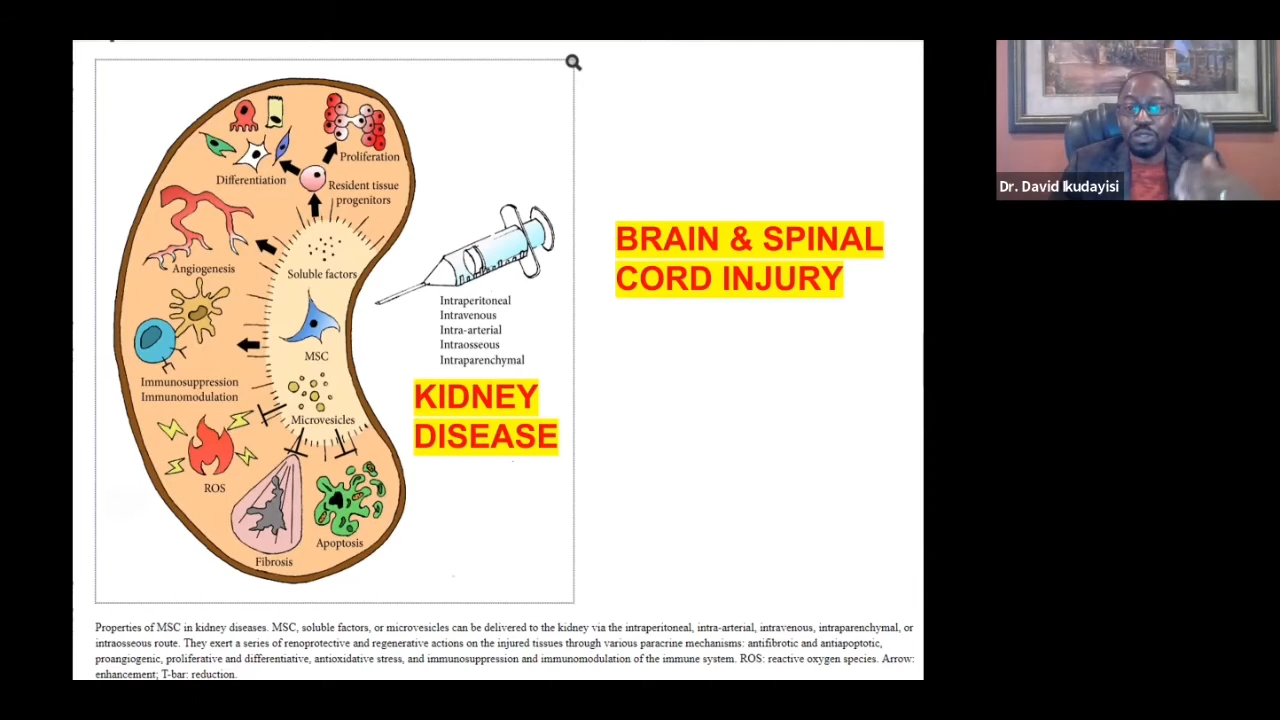 Proliferation
Differentiation
Resident tissue
progenitors
Angiogenesis
Soluble factors
MSC
Immunosuppression
Immunomodulation
Microvesicles
ROS
Apoptosis
Fibrosis
Intraperitoneal
Intravenous
Intra-arterial
Intraosseous
Intraparenchymal
KIDNEY
DISEASE
BRAIN & SPINAL
CORD INJURY
Dr. David Ikudayisi
Properties of MSC in kidney diseases. MSC, soluble factors, or microvesicles can be delivered to the kidney via the intraperitoneal, intra-arterial, intravenous, intraparenchymal, or
intraosseous route. They exert a series of renoprotective and regenerative actions on the injured tissues through various paracrine mechanisms: antifibrotic and antiapoptotic,
proangiogenic, proliferative and differentiative, antioxidative stress, and immunosuppression and immunomodulation of the immune system. ROS: reactive oxygen species. Arrow:
enhancement; T-bar: reduction.